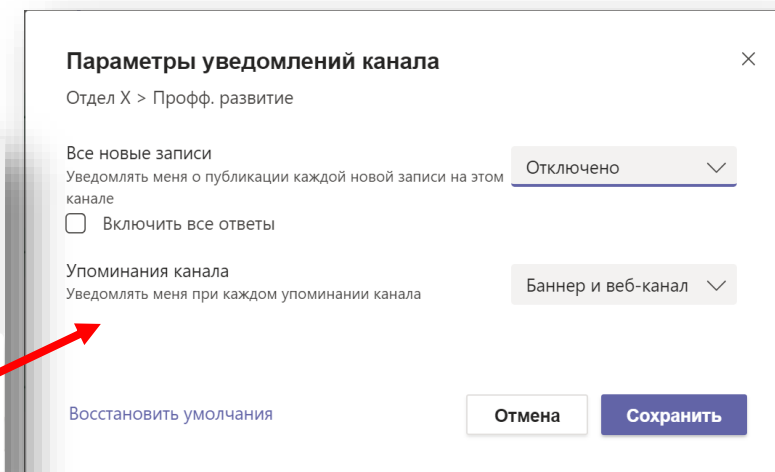 Параметры уведомлений канала
Отдел X > Профф. развитие
Все новые записи
Уведомлять меня о публикации каждой новой записи на этом
канале
Отключено
Включить все ответы
Упоминания канала
Уведомлять меня при каждом упоминании канала
Баннер и веб-канал
Восстановить умолчания
Отмена
Сохранить